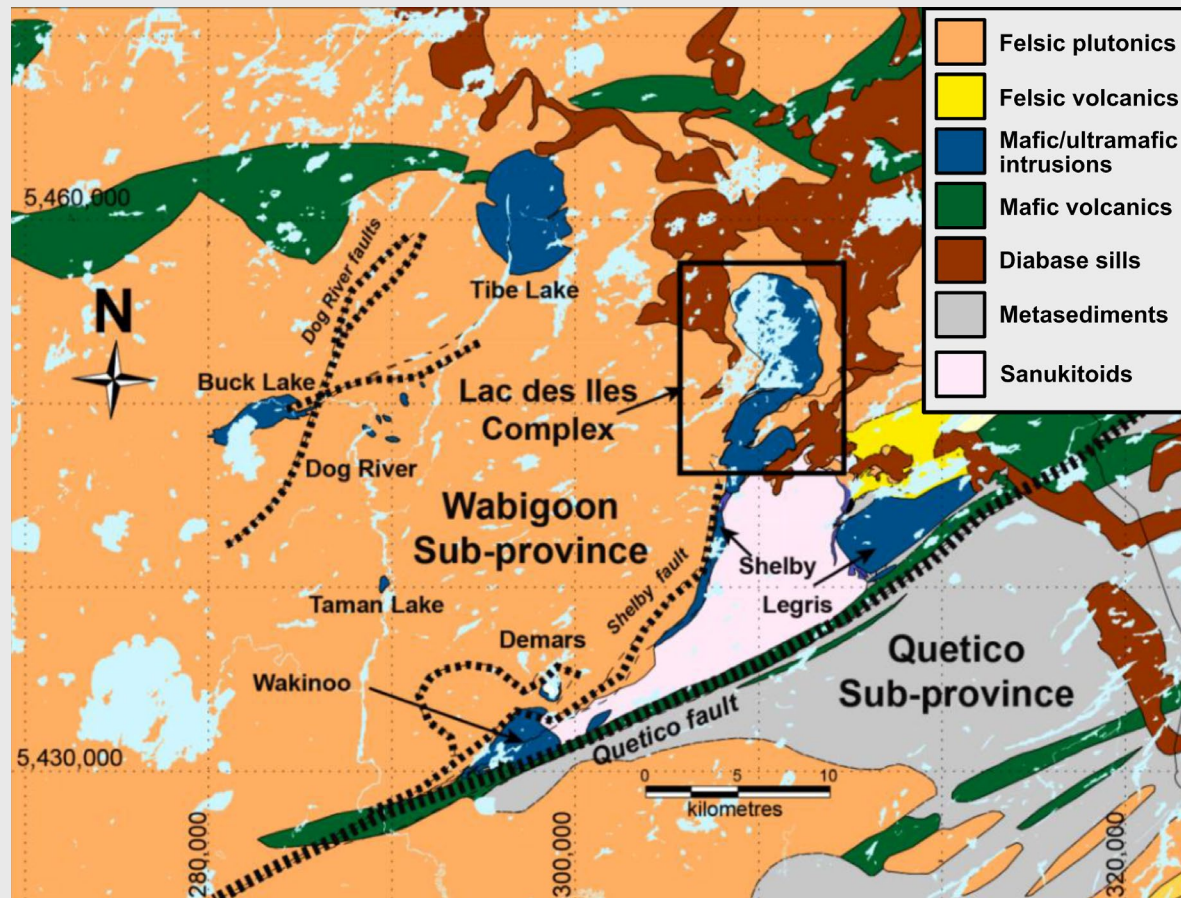 Felsic plutonics
Felsic volcanics
Mafic/ultramafic
intrusions
Mafic volcanics
Diabase sills
Metasediments
Sanukitoids
5,460,000
Dog River faults
N
Tibe Lake
Buck Lake
Lac des Iles
Complex
Dog River
Wabigoon
Sub-province
Shelby
Shelby fault
Taman Lake
Legris
Demars
Quetico
Sub-province
Wakinoo
Quetico fault
5,430,000
0 5 10
kilometres
280,000
300,000
320,000